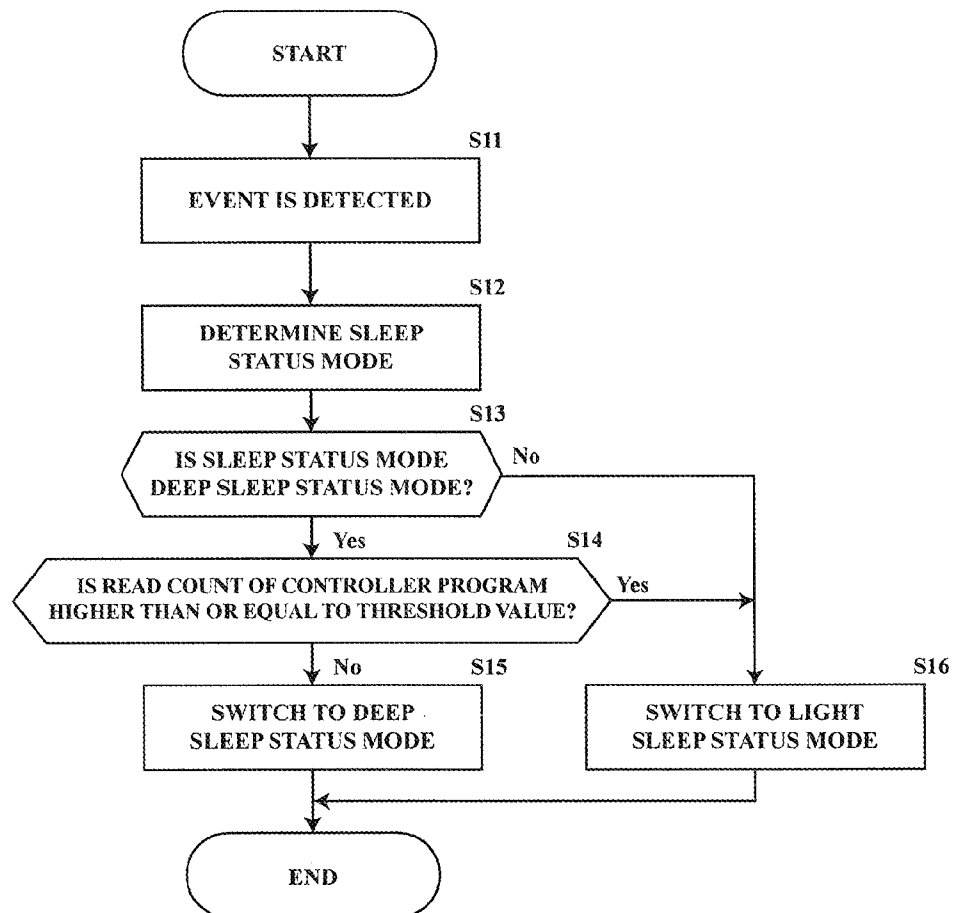 START
S11
EVENT IS DETECTED
S12
DETERMINE SLEEP
STATUS MODE
S13
IS SLEEP STATUS MODE
DEEP SLEEP STATUS MODE?
No
Yes
S14
IS READ COUNT OF CONTROLLER PROGRAM
HIGHER THAN OR EQUAL TO THRESHOLD VALUE?
Yes
No
S15
SWITCH TO DEEP
SLEEP STATUS MODE
S16
SWITCH TO LIGHT
SLEEP STATUS MODE
END